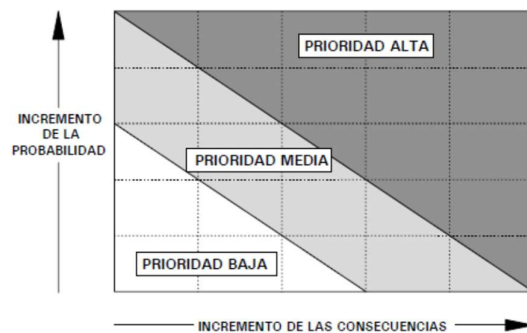 PRIORIDAD ALTA
INCREMENTO
DE LA
PROBABILIDAD
PRIORIDAD MEDIA
PRIORIDAD BAJA
INCREMENTO DE LAS CONSECUENCIAS